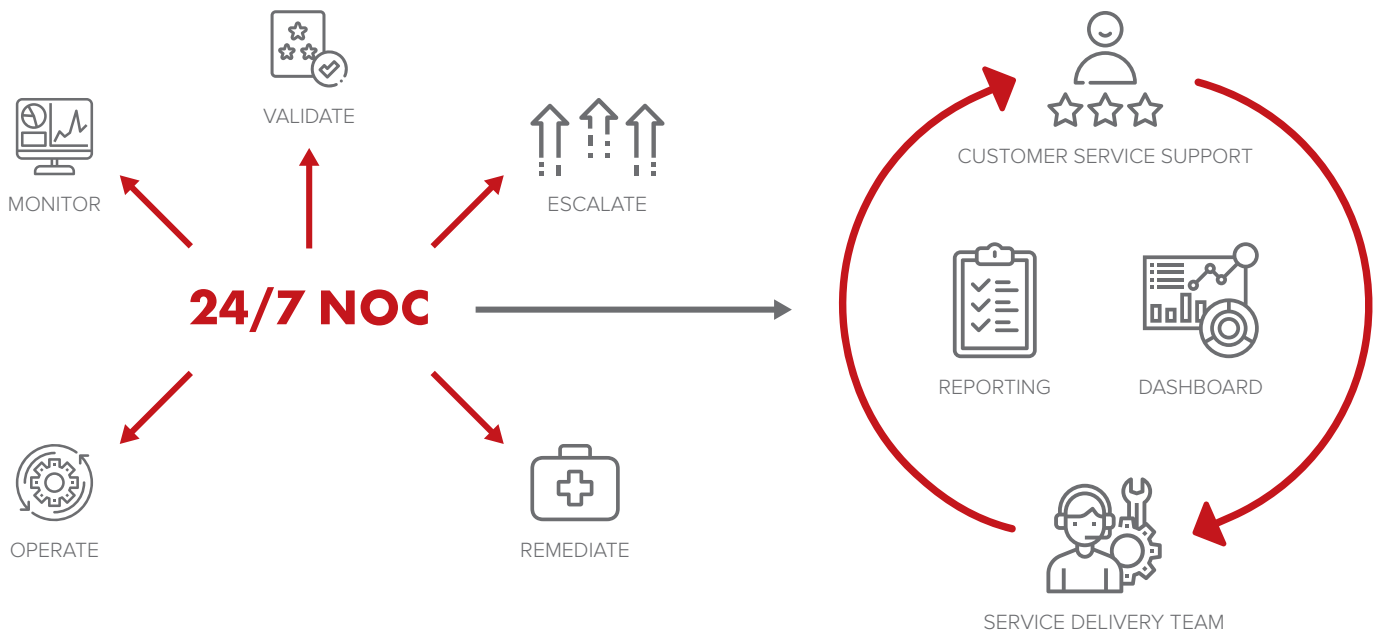 VALIDATE
MONITOR
ESCALATE
24/7 NOC
OPERATE
REMEDIATE
CUSTOMER SERVICE SUPPORT
REPORTING
DASHBOARD
SERVICE DELIVERY TEAM